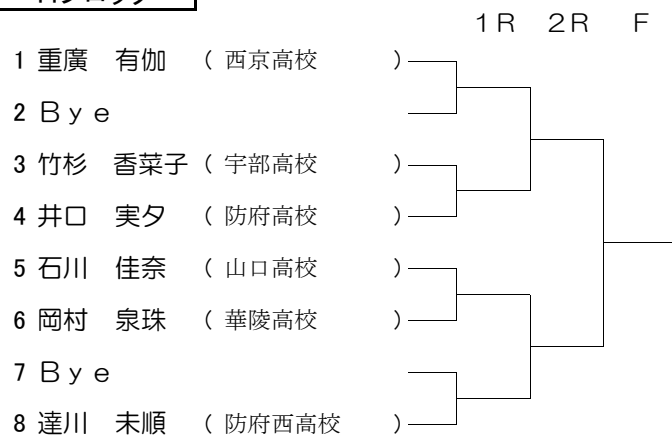 1R 2R F
1 重廣 有伽 ( 西京高校 )
2 Bye
3 竹杉 香菜子 ( 宇部高校 )
4 井口 実夕 ( 防府高校 )
5 石川 佳奈 ( 山口高校 )
6 岡村 泉珠 ( 華陵高校 )
7 Bye
8 達川 未順 ( 防府西高校 )